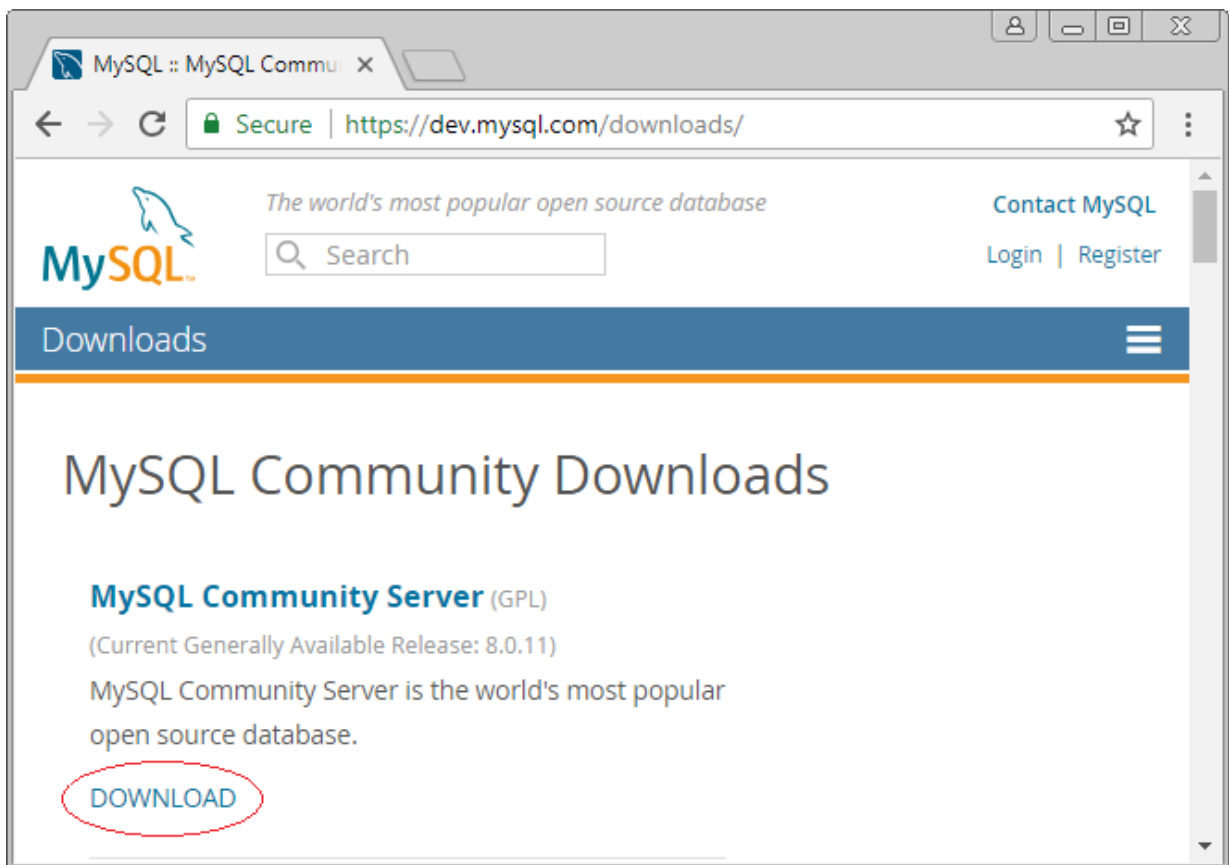 MySQL :: MySQL Commu
Secure | https://dev.mysql.com/downloads/
The world's most popular open source database
Contact MySQL
MySQL™
Search
Login | Register
Downloads
MySQL Community Downloads
MySQL Community Server (GPL)
(Current Generally Available Release: 8.0.11)
MySQL Community Server is the world's most popular
open source database.
DOWNLOAD